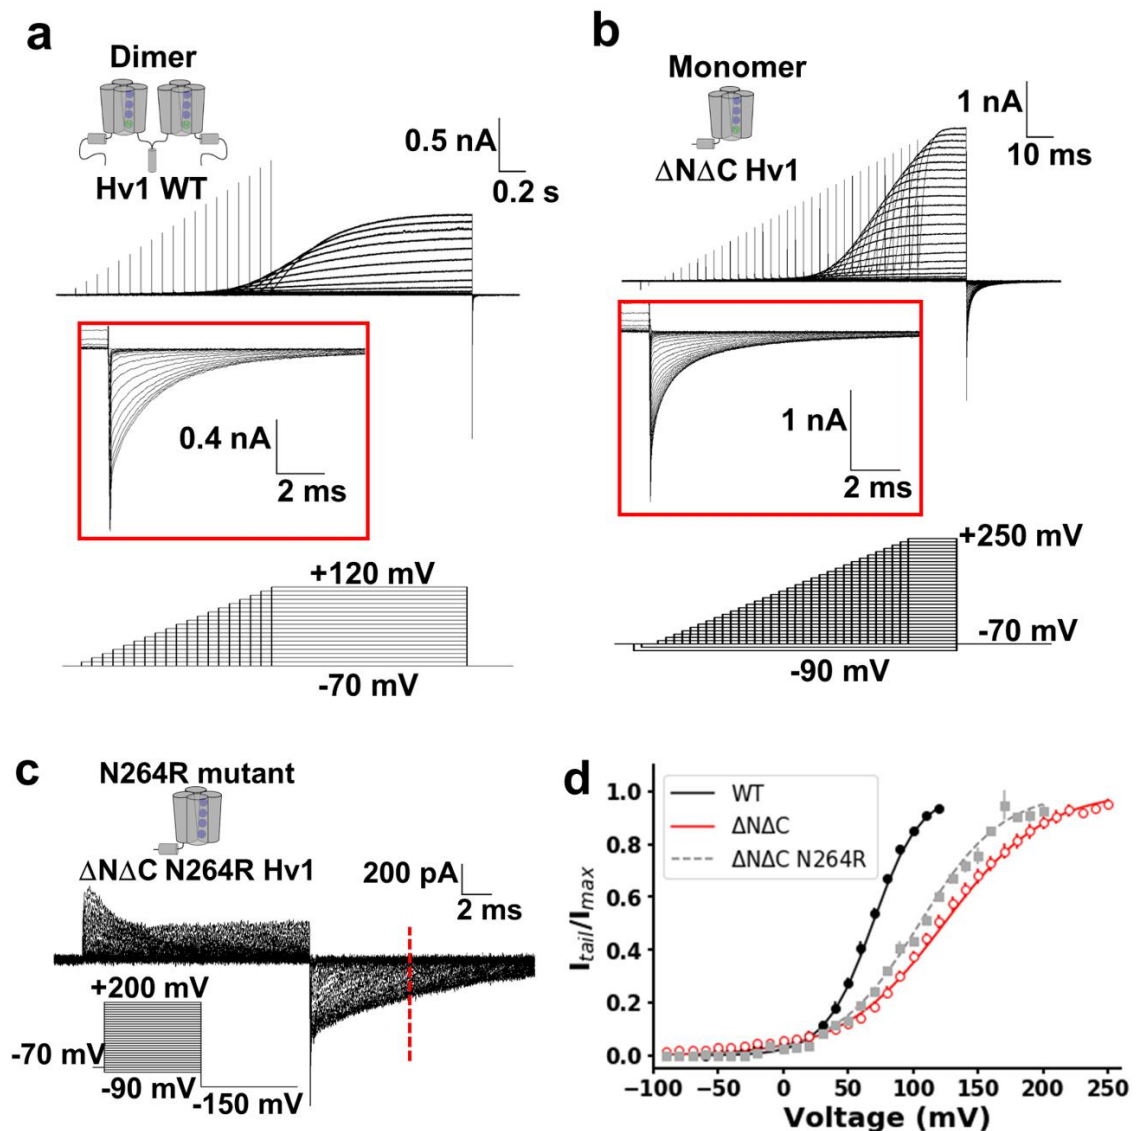 a
Dimer
Hv1 WT
0.5 nA
0.2 s
0.4 nA
2 ms
+120 mV
-70 mV
b
Monomer
ΔNΔC Hv1
1 nA
10 ms
1 nA
2 ms
+250 mV
-70 mV
-90 mV
c
N264R mutant
ΔNΔC N264R Hv1
200 pA
2 ms
+200 mV
-70 mV
-90 mV
-150 mV
d
WT
ΔNΔC
ΔNΔC N264R
Itail/Imax
1.0
0.8
0.6
0.4
0.2
0.0
−100 −50 0 50 100 150 200 250
Voltage (mV)